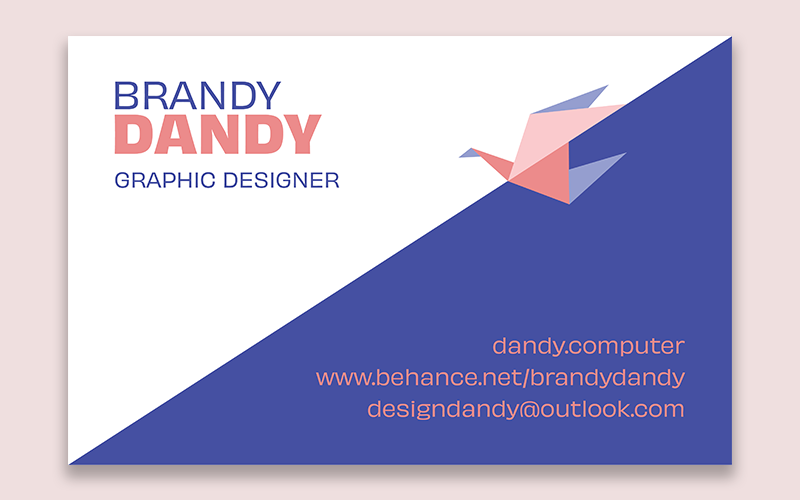 BRANDY
DANDY
GRAPHIC DESIGNER
dandy.computer
www.behance.net/brandydandy
designdandy@outlook.com